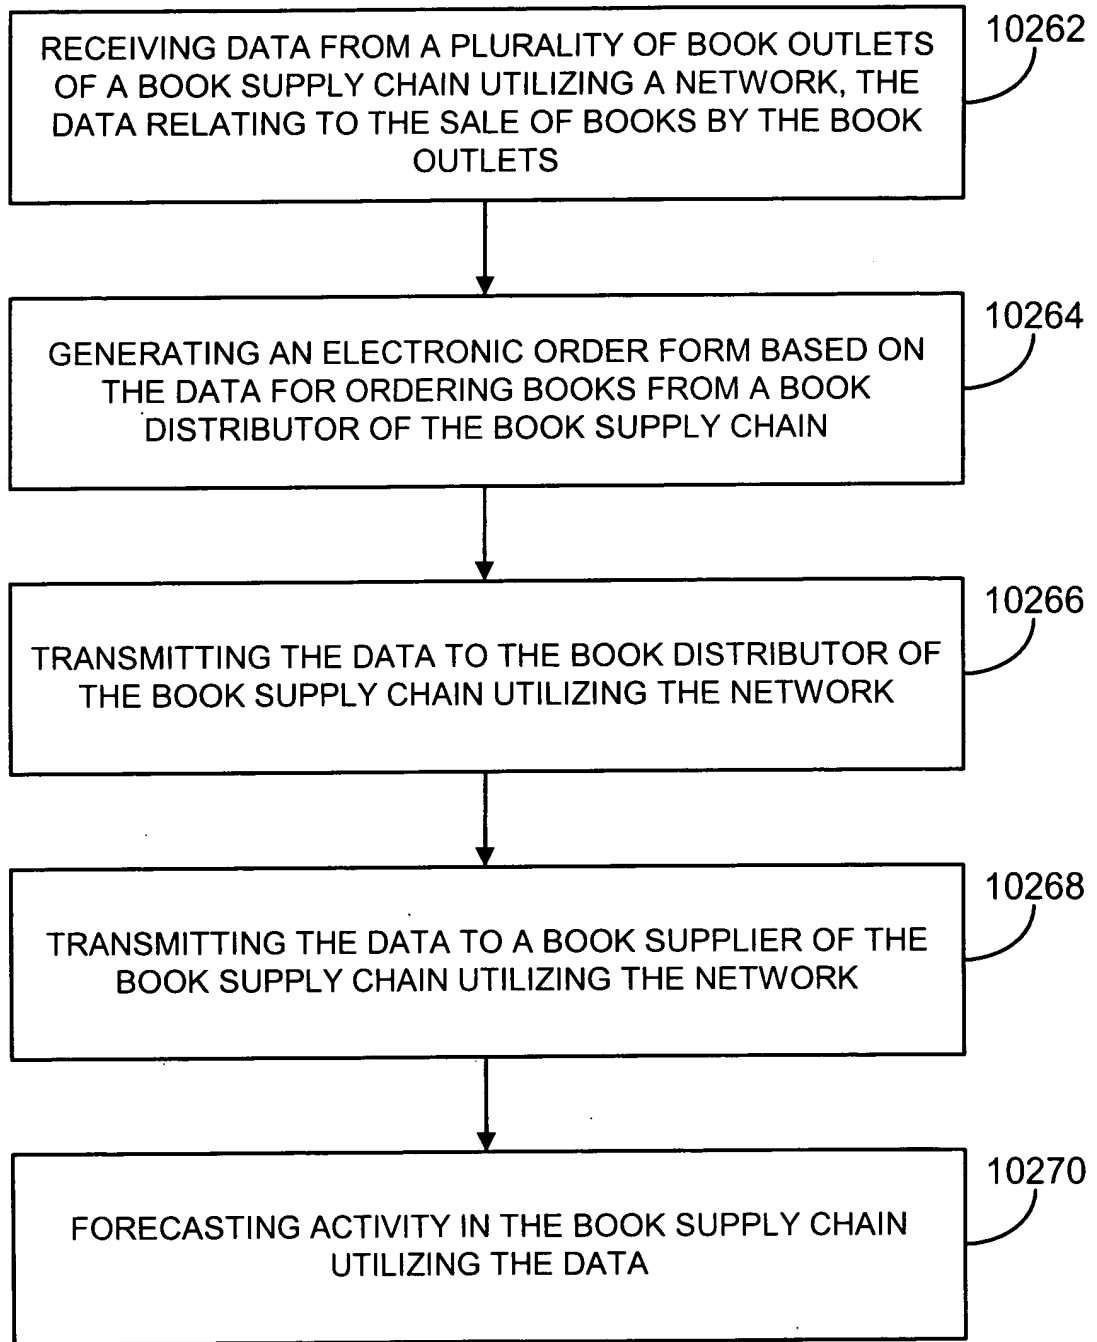 10262
RECEIVING DATA FROM A PLURALITY OF BOOK OUTLETS
OF A BOOK SUPPLY CHAIN UTILIZING A NETWORK, THE
DATA RELATING TO THE SALE OF BOOKS BY THE BOOK
OUTLETS
10264
GENERATING AN ELECTRONIC ORDER FORM BASED ON
THE DATA FOR ORDERING BOOKS FROM A BOOK
DISTRIBUTOR OF THE BOOK SUPPLY CHAIN
10266
TRANSMITTING THE DATA TO THE BOOK DISTRIBUTOR OF
THE BOOK SUPPLY CHAIN UTILIZING THE NETWORK
10268
TRANSMITTING THE DATA TO A BOOK SUPPLIER OF THE
BOOK SUPPLY CHAIN UTILIZING THE NETWORK
10270
FORECASTING ACTIVITY IN THE BOOK SUPPLY CHAIN
UTILIZING THE DATA